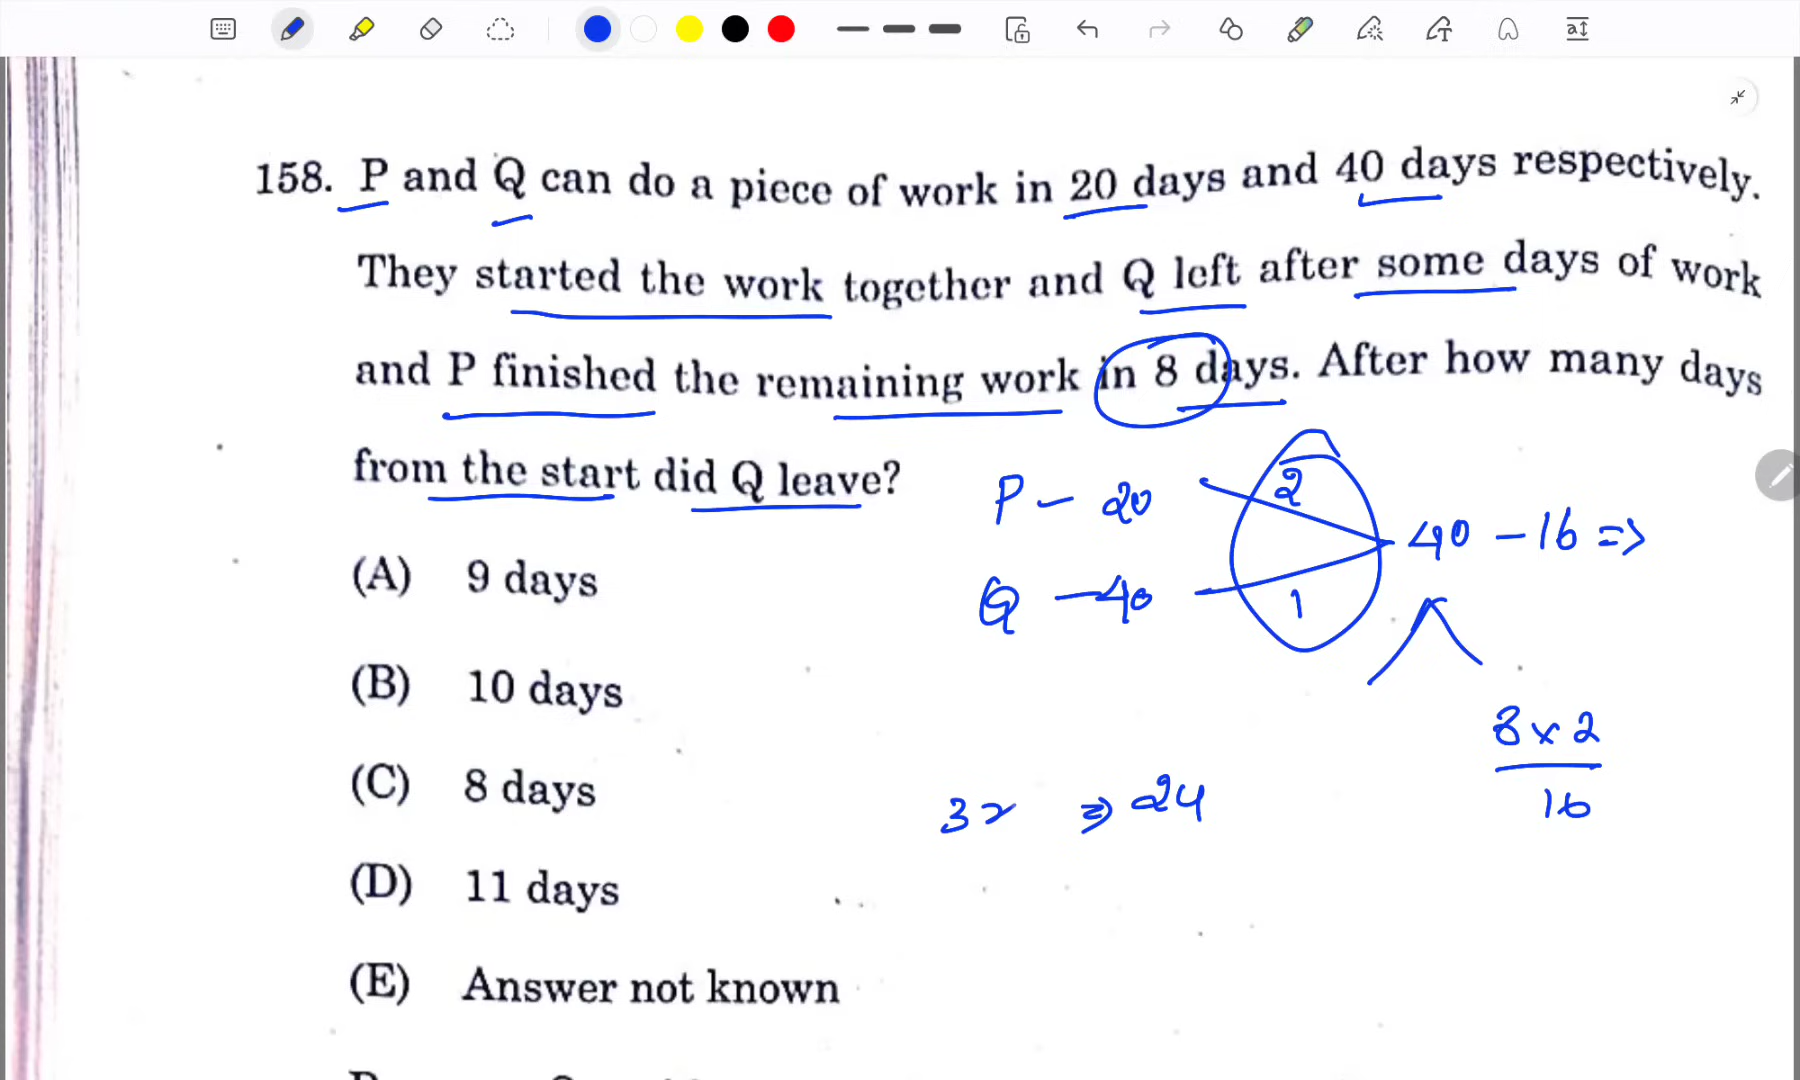 158. P and Q can do a piece of work in 20 days and 40 days respectively.
They started the work together and Q left after some days of work
and P finished the remaining work in 8 days. After how many days
from the start did Q leave?
P - 20 2
40 - 16 =>
Q - 40 1
(A) 9 days
(B) 10 days
(C) 8 days
(D) 11 days
(E) Answer not known
8 x 2
16
=> 24